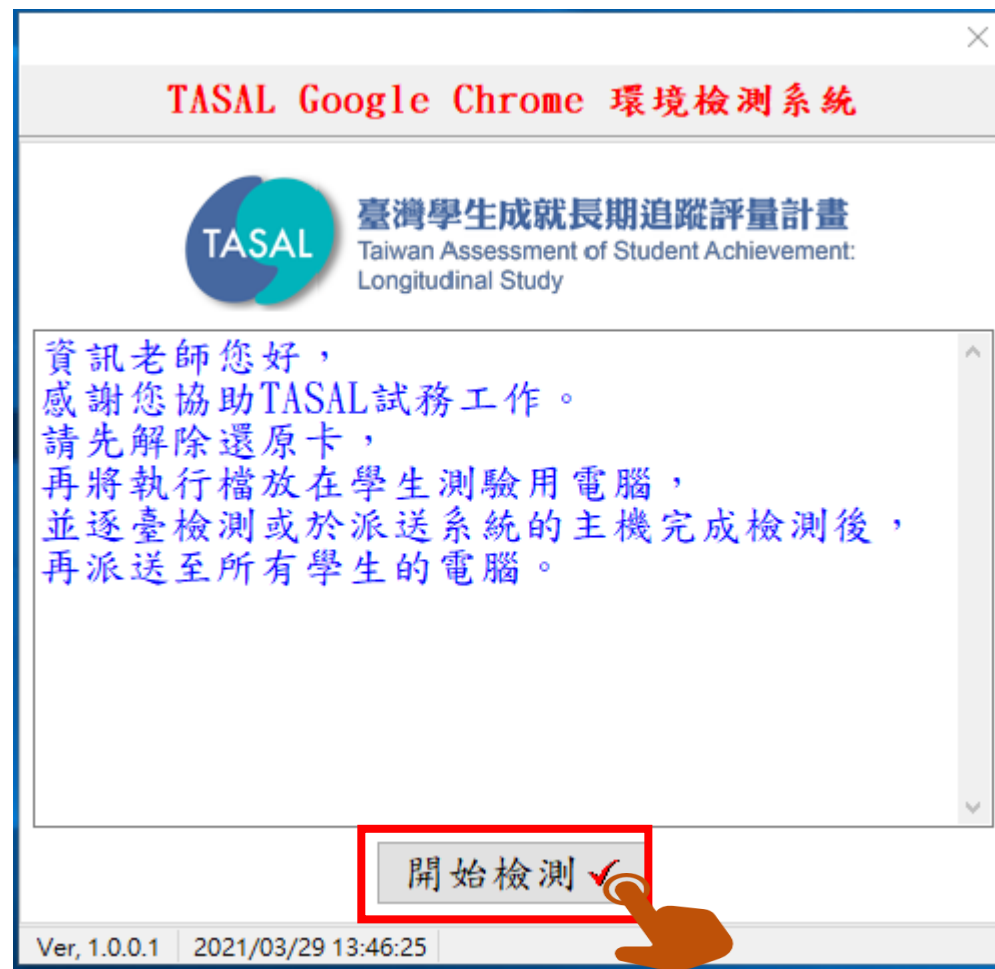 TASAL Google Chrome 環境檢測系統
TASAL
臺灣學生成就長期追蹤評量計畫
Taiwan Assessment of Student Achievement:
Longitudinal Study
資訊老師您好，
感謝您協助TASAL試務工作。
請先解除還原卡，
再將執行檔放在學生測驗用電腦，
並逐臺檢測或於派送系統的主機完成檢測後，
再派送至所有學生的電腦。
開始檢測
Ver, 1.0.0.1 2021/03/29 13:46:25